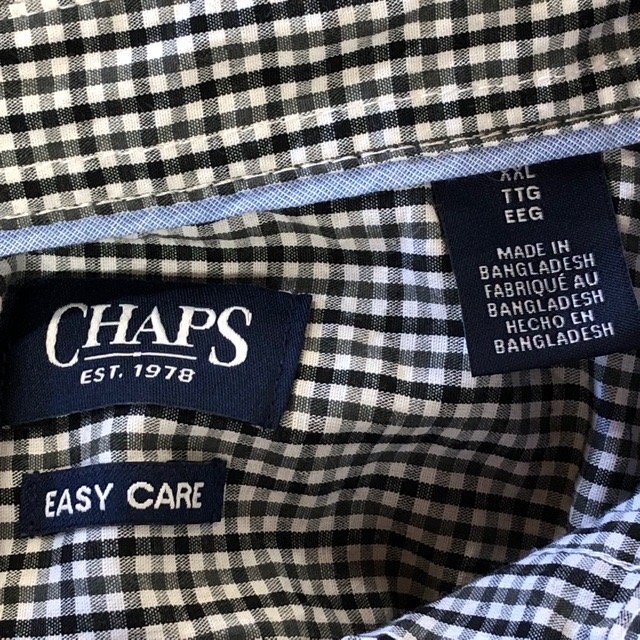 CHAPS
EST. 1978
EASY CARE
XXL
TTG
EEG
MADE IN
BANGLADESH
FABRIQUÉ AU
BANGLADESH
HECHO EN
BANGLADESH